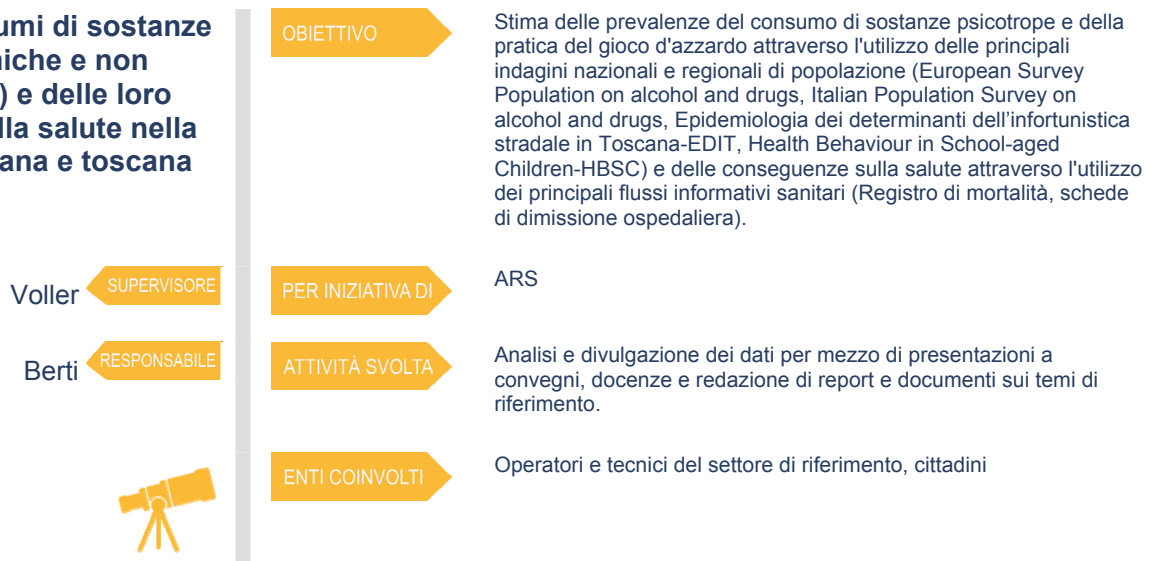 umi di sostanze
niche e non
) e delle loro
lla salute nella
ana e toscana
OBIETTIVO
Stima delle prevalenze del consumo di sostanze psicotrope e della
pratica del gioco d'azzardo attraverso l'utilizzo delle principali
indagini nazionali e regionali di popolazione (European Survey
Population on alcohol and drugs, Italian Population Survey on
alcohol and drugs, Epidemiologia dei determinanti dell’infortunistica
stradale in Toscana-EDIT, Health Behaviour in School-aged
Children-HBSC) e delle conseguenze sulla salute attraverso l'utilizzo
dei principali flussi informativi sanitari (Registro di mortalità, schede
di dimissione ospedaliera).
Voller
SUPERVISORE
PER INIZIATIVA DI
ARS
Berti
RESPONSABILE
ATTIVITÀ SVOLTA
Analisi e divulgazione dei dati per mezzo di presentazioni a
convegni, docenze e redazione di report e documenti sui temi di
riferimento.
ENTI COINVOLTI
Operatori e tecnici del settore di riferimento, cittadini